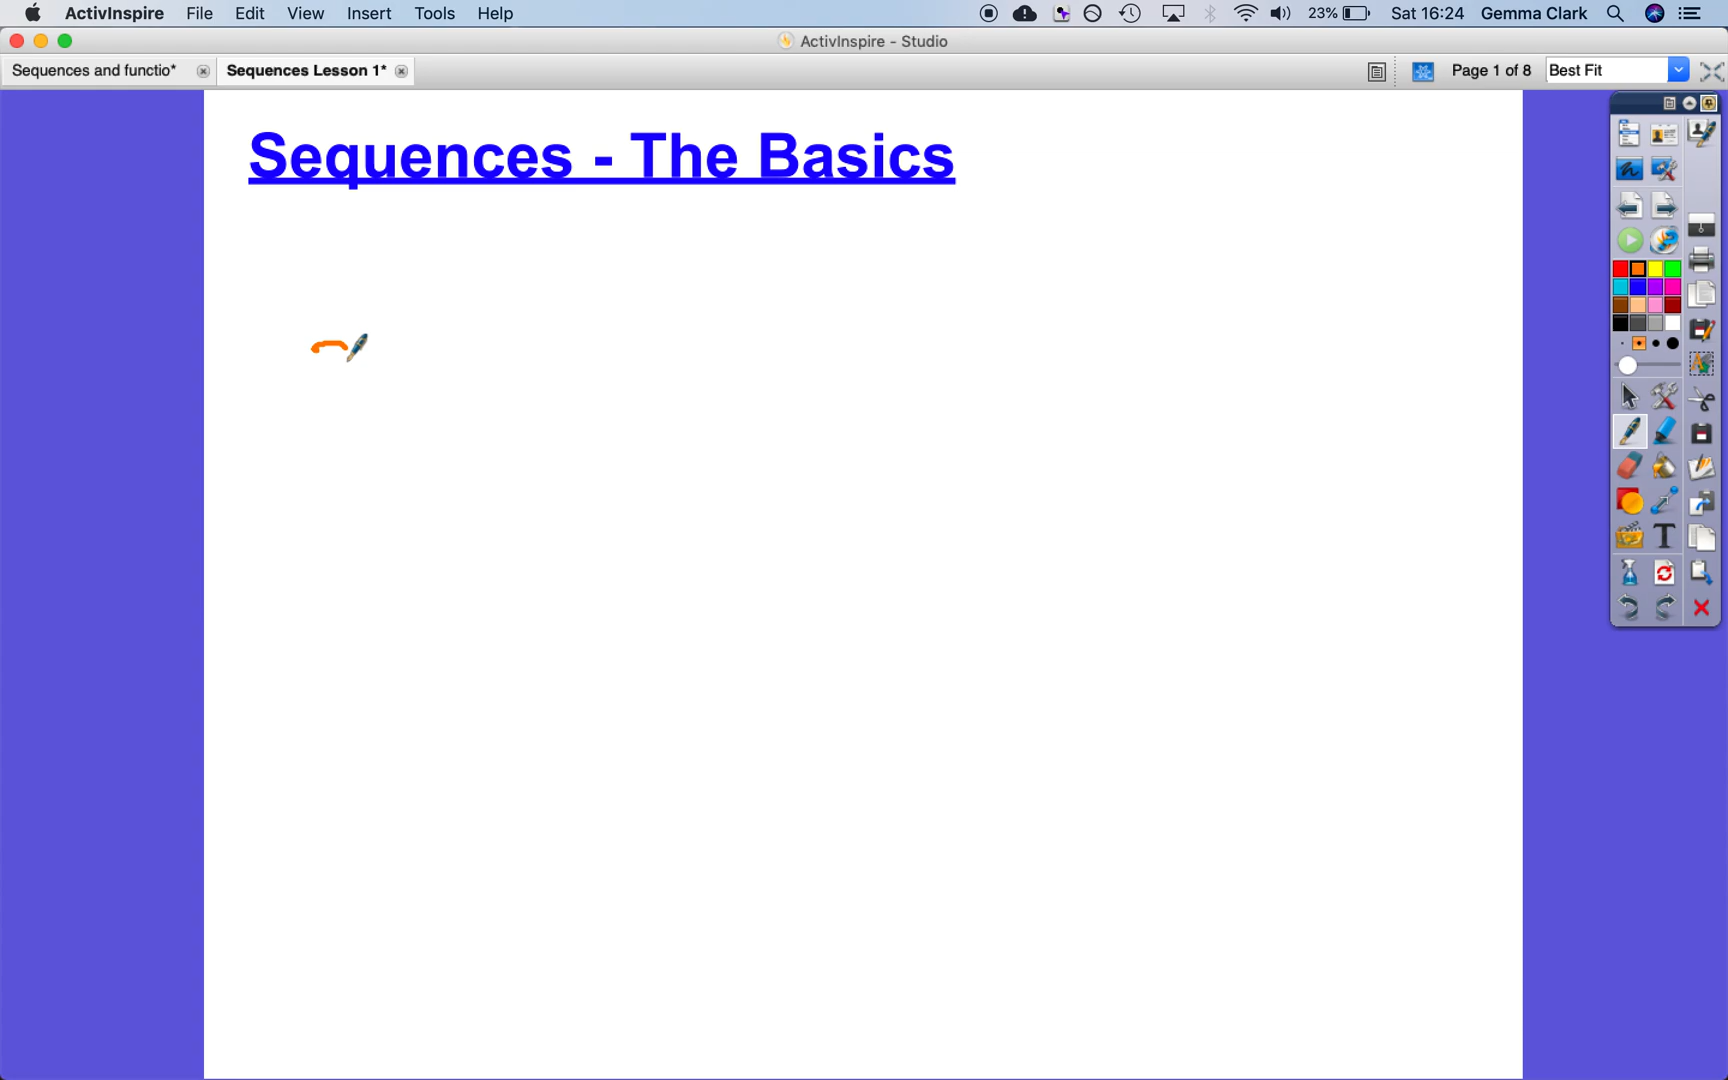 ActivInspire File Edit View Insert Tools Help 23% Sat 16:24 Gemma Clark
ActivInspire - Studio
Sequences and functio* Sequences Lesson 1* Page 1 of 8 Best Fit
Sequences - The Basics
T